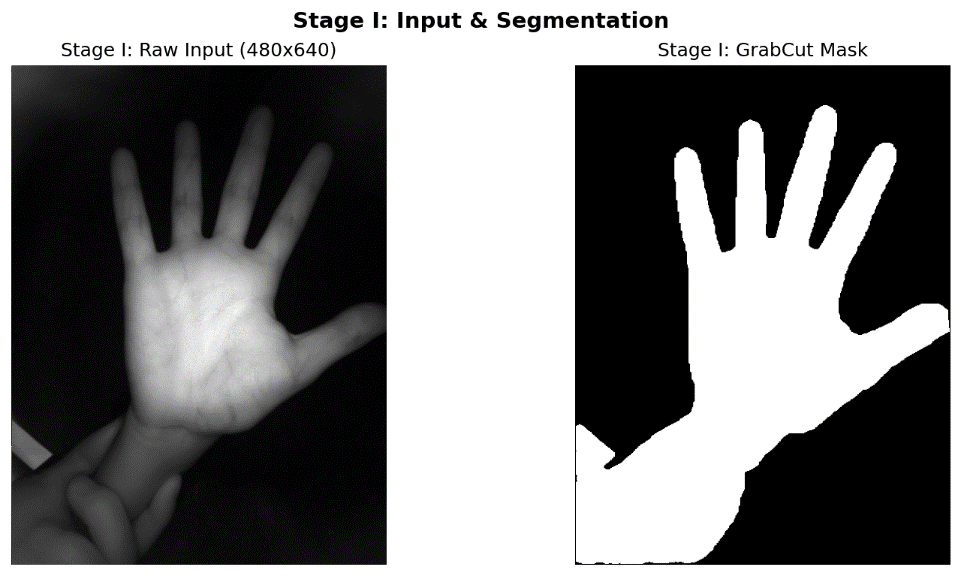 Stage I: Input & Segmentation
Stage I: Raw Input (480x640)
Stage I: GrabCut Mask